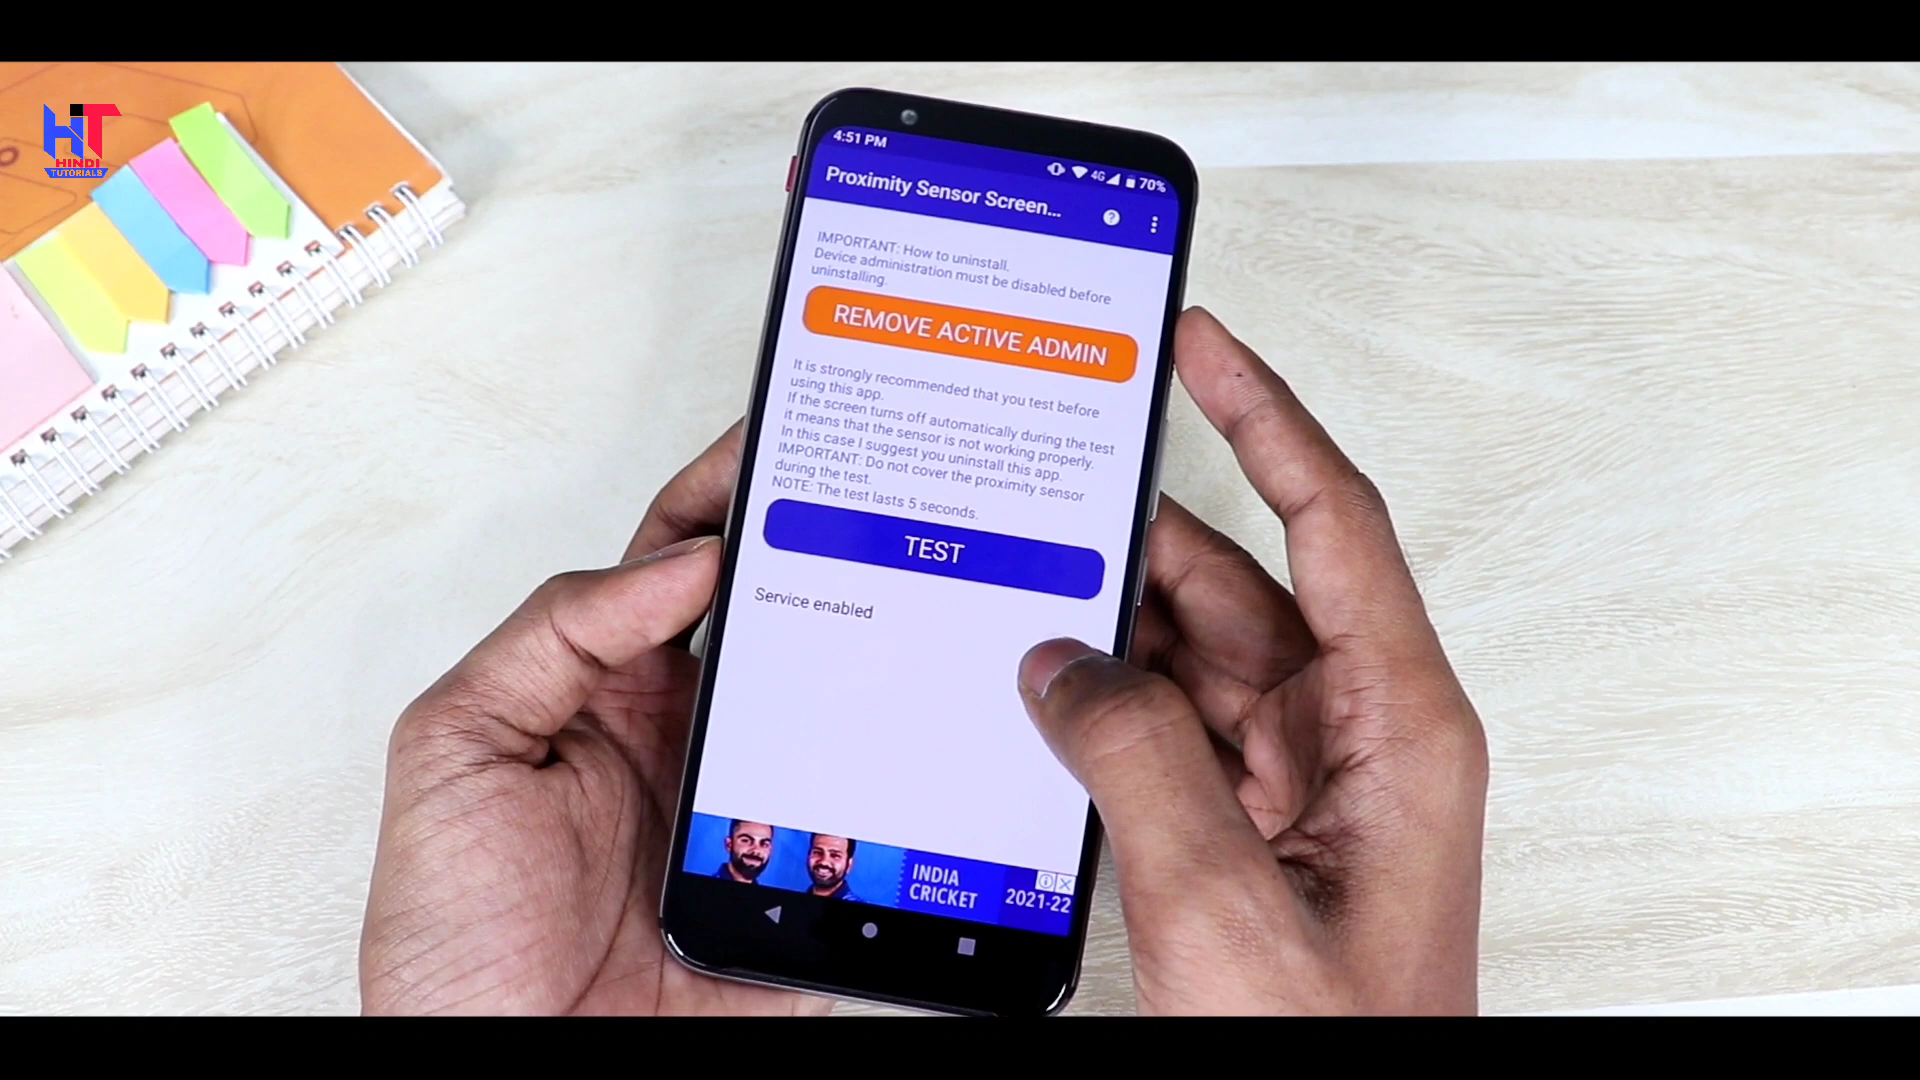 HT
HINDI
TUTORIALS
4:51 PM
4G 70%
Proximity Sensor Screen...
IMPORTANT: How to uninstall.
Device administration must be disabled before
uninstalling.
REMOVE ACTIVE ADMIN
It is strongly recommended that you test before
using this app.
If the screen turns off automatically during the test
it means that the sensor is not working properly.
In this case I suggest you uninstall this app.
IMPORTANT: Do not cover the proximity sensor
during the test.
NOTE: The test lasts 5 seconds.
TEST
Service enabled
INDIA
CRICKET
2021-22